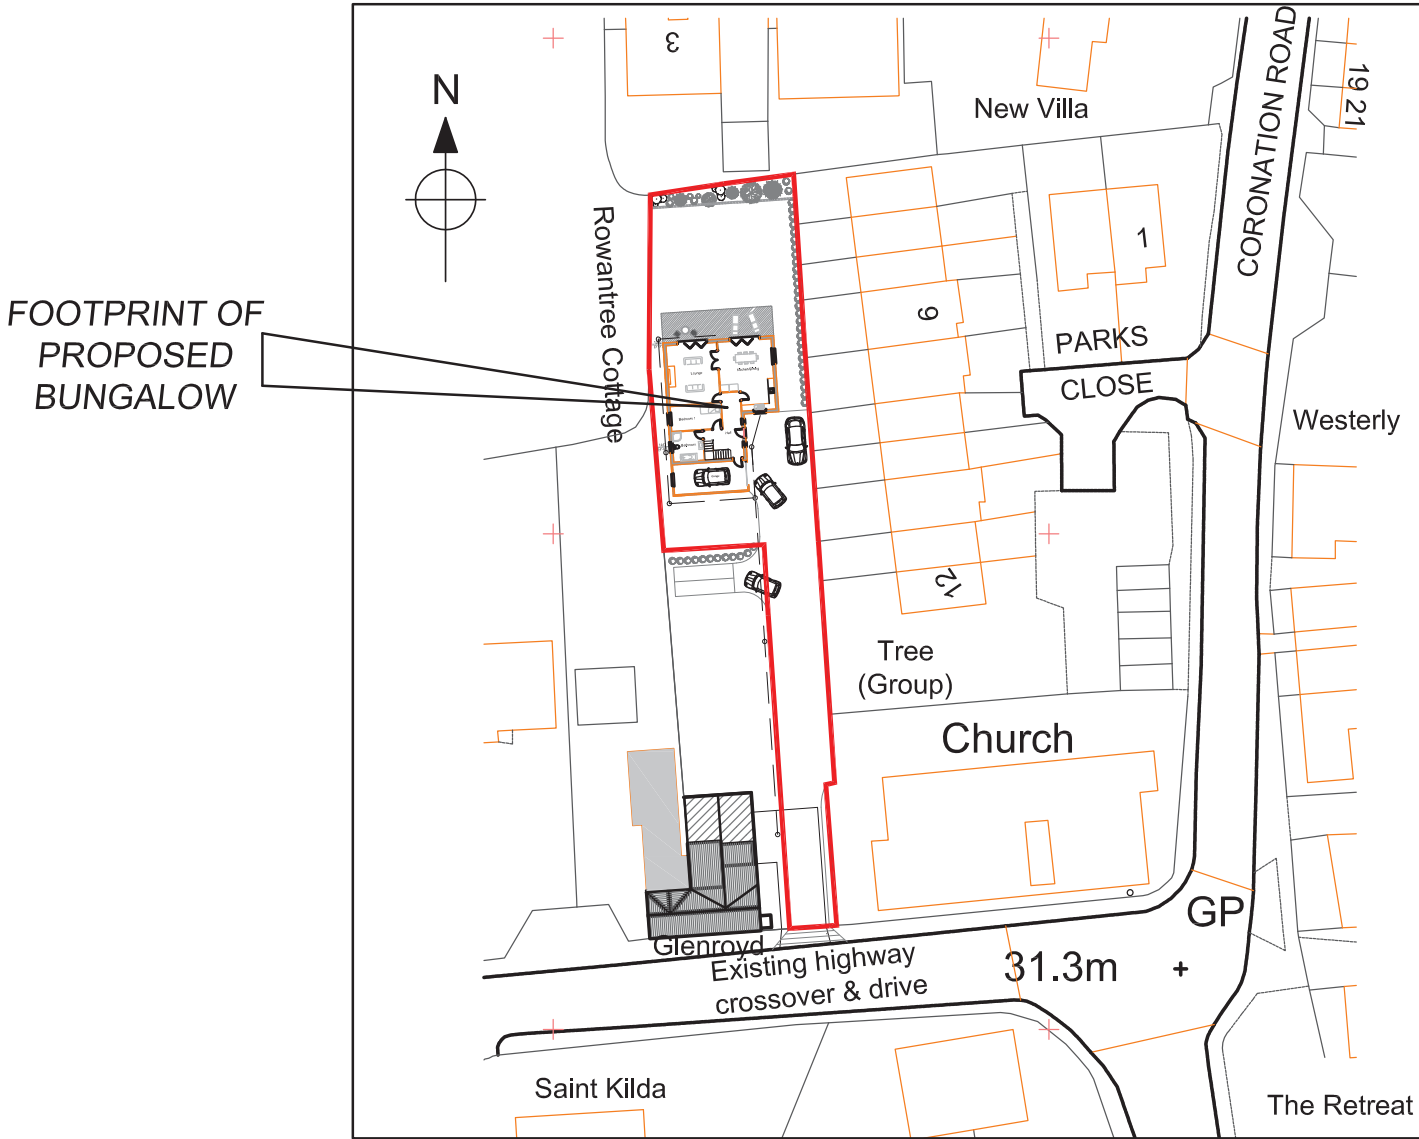 3
N
New Villa
CORONATION ROAD
19 21
Rowantree Cottage
1
FOOTPRINT OF
PROPOSED
BUNGALOW
9
PARKS
CLOSE
Westerly
12
Tree
(Group)
Church
GP
Glenroyd
Existing highway
crossover & drive
31.3m
Saint Kilda
The Retreat